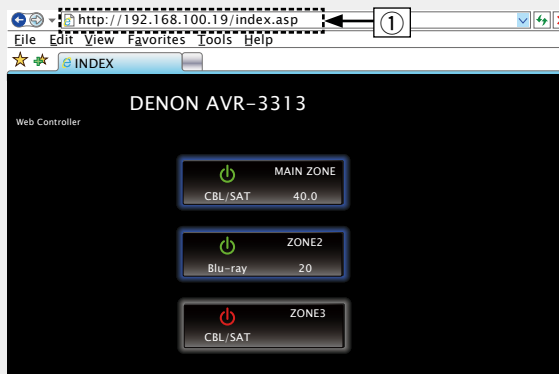 http://192.168.100.19/index.asp
①
File Edit View Favorites Tools Help
INDEX
DENON AVR-3313
Web Controller
MAIN ZONE
CBL/SAT 40.0
ZONE2
Blu-ray 20
ZONE3
CBL/SAT